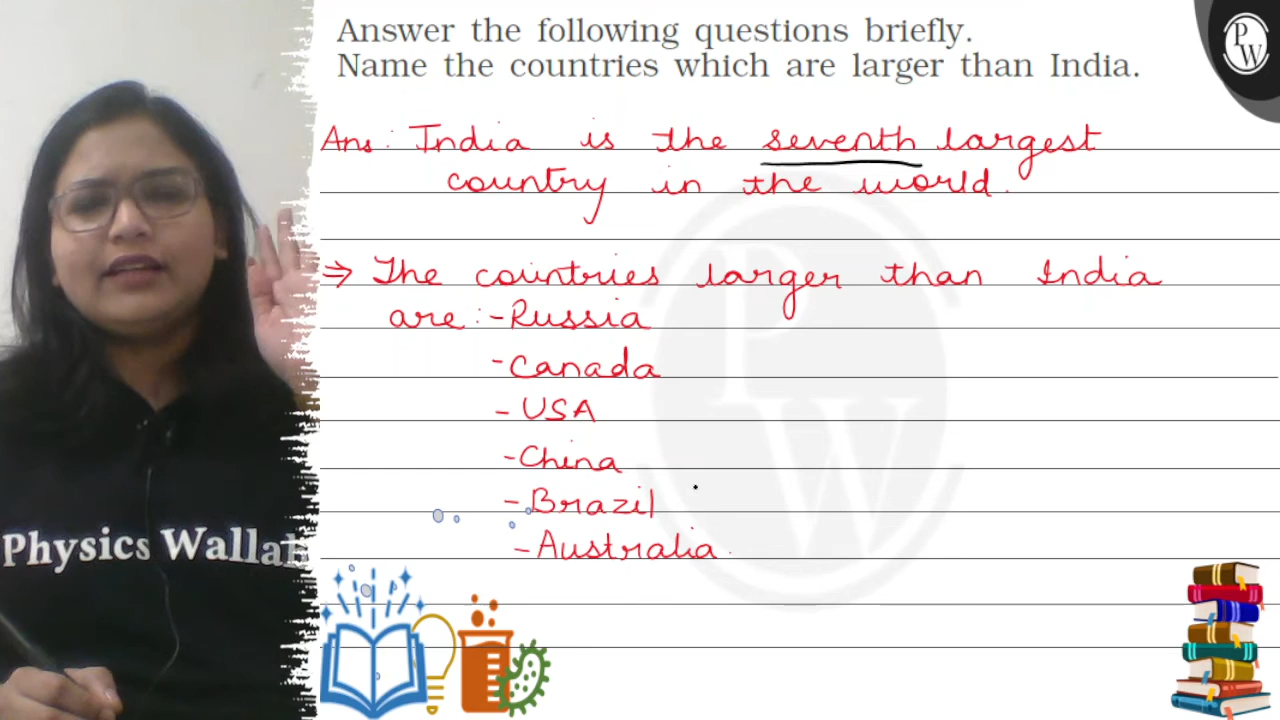 Answer the following questions briefly.
Name the countries which are larger than India.
Ans: India is the seventh largest
country in the world.
⇒ The countries larger than India
are:- Russia
- Canada
- USA
- China
- Brazil
- Australia
Physics Wallah
P
W
P
W